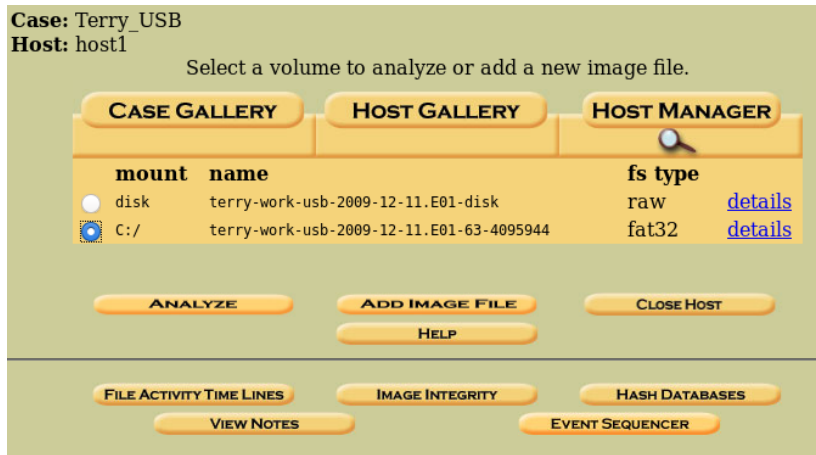 Case: Terry_USB
Host: host1
Select a volume to analyze or add a new image file.
CASE GALLERY HOST GALLERY HOST MANAGER
mount name fs type
disk terry-work-usb-2009-12-11.E01-disk raw details
C:/ terry-work-usb-2009-12-11.E01-63-4095944 fat32 details
ANALYZE ADD IMAGE FILE CLOSE HOST
HELP
FILE ACTIVITY TIME LINES IMAGE INTEGRITY HASH DATABASES
VIEW NOTES EVENT SEQUENCER